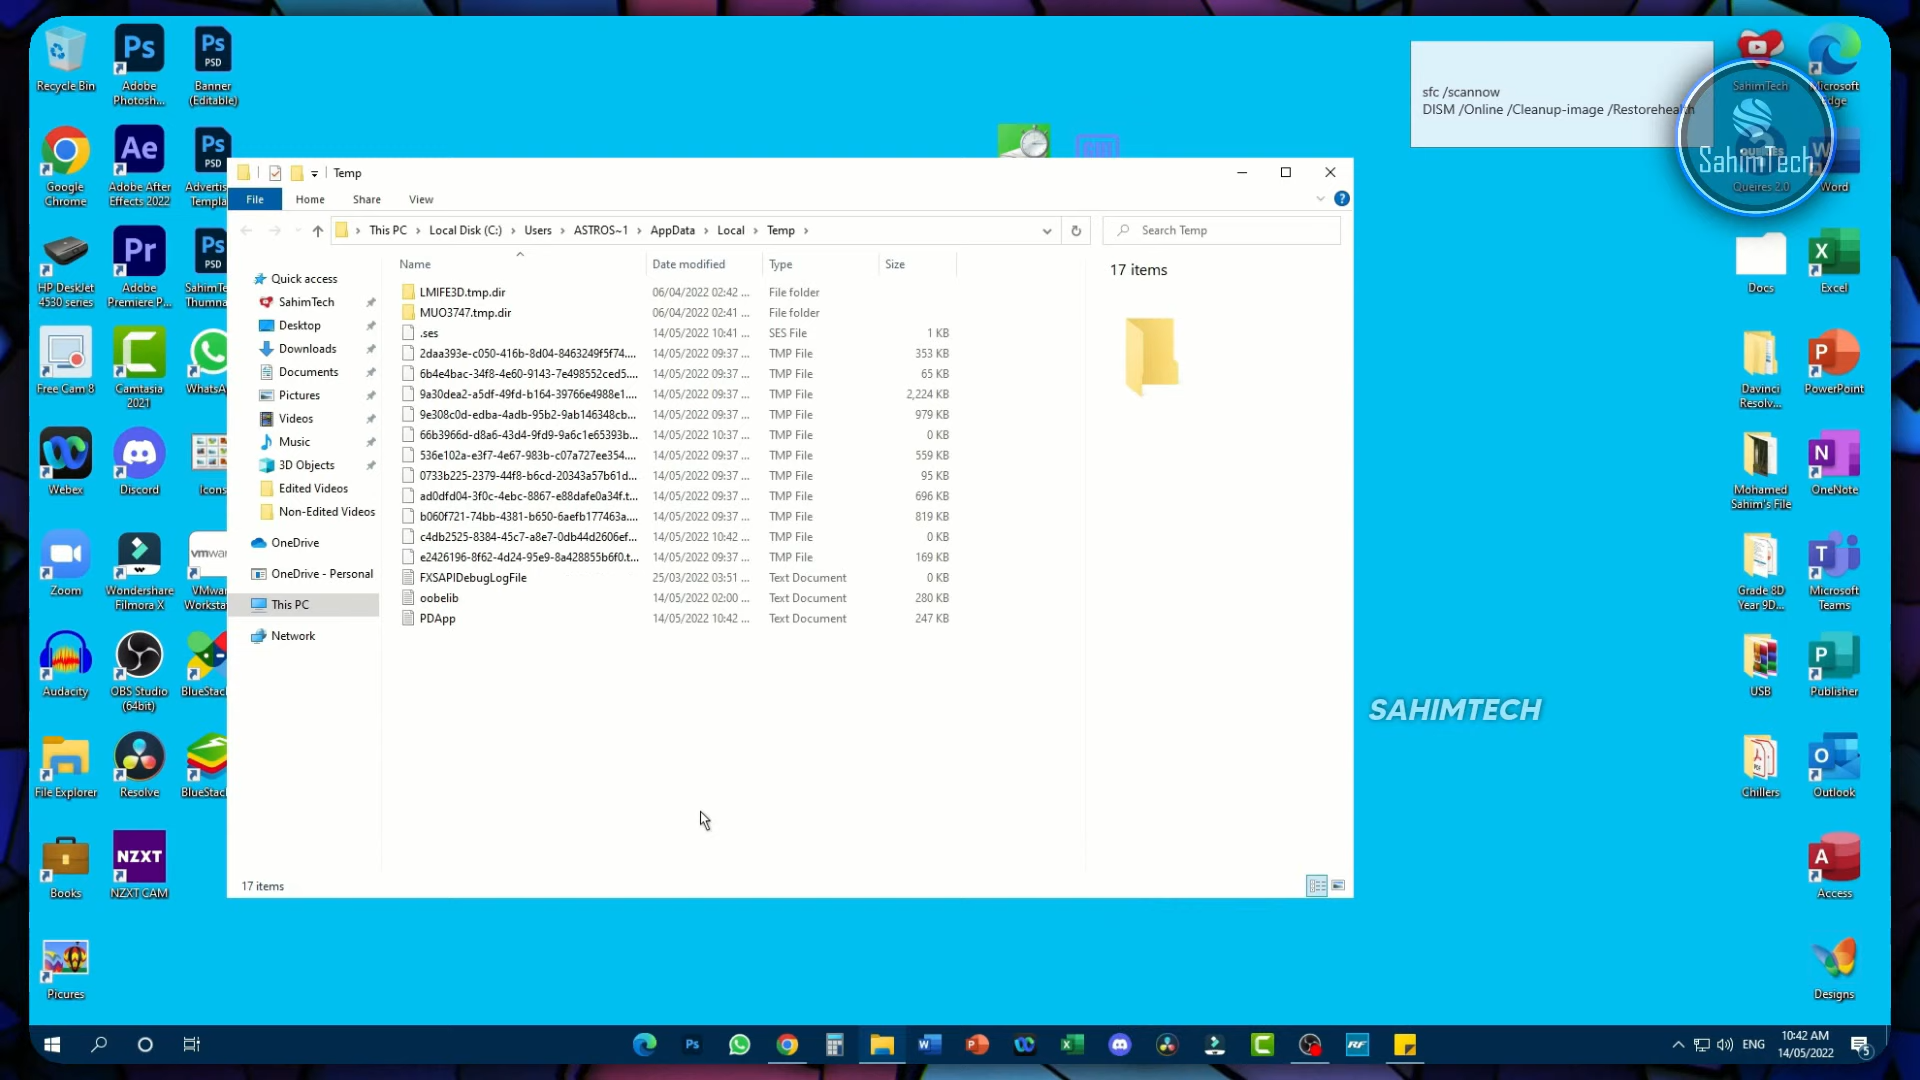 Recycle Bin
Adobe Photosh...
Banner (Editable)
Google Chrome
Adobe After Effects 2022
HP DeskJet 4530 series
Adobe Premiere P...
Free Cam 8
Camtasia 2021
Webex
Discord
Icons
Zoom
Wondershare Filmora X
Audacity
OBS Studio (64bit)
File Explorer
Resolve
Books
NZXT
NZXT CAM
Picures
Temp
File Home Share View
This PC > Local Disk (C:) > Users > ASTROS~1 > AppData > Local > Temp >
Search Temp
Quick access
SahimTech
Desktop
Downloads
Documents
Pictures
Videos
Music
3D Objects
Edited Videos
Non-Edited Videos
OneDrive
OneDrive - Personal
This PC
Network
Name Date modified Type Size
LMIFE3D.tmp.dir 06/04/2022 02:42 ... File folder
MUO3747.tmp.dir 06/04/2022 02:41 ... File folder
.ses 14/05/2022 10:41 ... SES File 1 KB
2daa393e-c050-416b-8d04-8463249f5f74.... 14/05/2022 09:37 ... TMP File 353 KB
6b4e4bac-34f8-4e60-9143-7e498552ced5.... 14/05/2022 09:37 ... TMP File 65 KB
9a30dea2-a5df-49fd-b164-39766e4988e1.... 14/05/2022 09:37 ... TMP File 2,224 KB
9e308c0d-edba-4adb-95b2-9ab146348cb... 14/05/2022 09:37 ... TMP File 979 KB
66b3966d-d8a6-43d4-9fd9-9a6c1e65393b... 14/05/2022 10:37 ... TMP File 0 KB
536e102a-e3f7-4e67-983b-c07a727ee354.... 14/05/2022 09:37 ... TMP File 559 KB
0733b225-2379-44f8-b6cd-20343a57b61d... 14/05/2022 09:37 ... TMP File 95 KB
ad0dfd04-3f0c-4ebc-8867-e88dafe0a34f.t... 14/05/2022 09:37 ... TMP File 696 KB
b060f721-74bb-4381-b650-6aefb177463a.... 14/05/2022 09:37 ... TMP File 819 KB
c4db2525-8384-45c7-a8e7-0db44d2606ef... 14/05/2022 10:42 ... TMP File 0 KB
e2426196-8f62-4d24-95e9-8a428855b6f0.t... 14/05/2022 09:37 ... TMP File 169 KB
FXSAPIDebugLogFile 25/03/2022 03:51 ... Text Document 0 KB
oobelib 14/05/2022 02:00 ... Text Document 280 KB
PDApp 14/05/2022 10:42 ... Text Document 247 KB
17 items
17 items
sfc /scannow
DISM /Online /Cleanup-image /Restorehealth
SahimTech
SAHIMTECH
SahimTech
Microsoft Edge
Queires 2.0
Word
Docs
Excel
Davinci Resolv...
PowerPoint
Mohamed Sahim's File
OneNote
Grade 8D Year 9D...
Microsoft Teams
USB
Publisher
Chillers
Outlook
Access
Designs
ENG
10:42 AM
14/05/2022
5